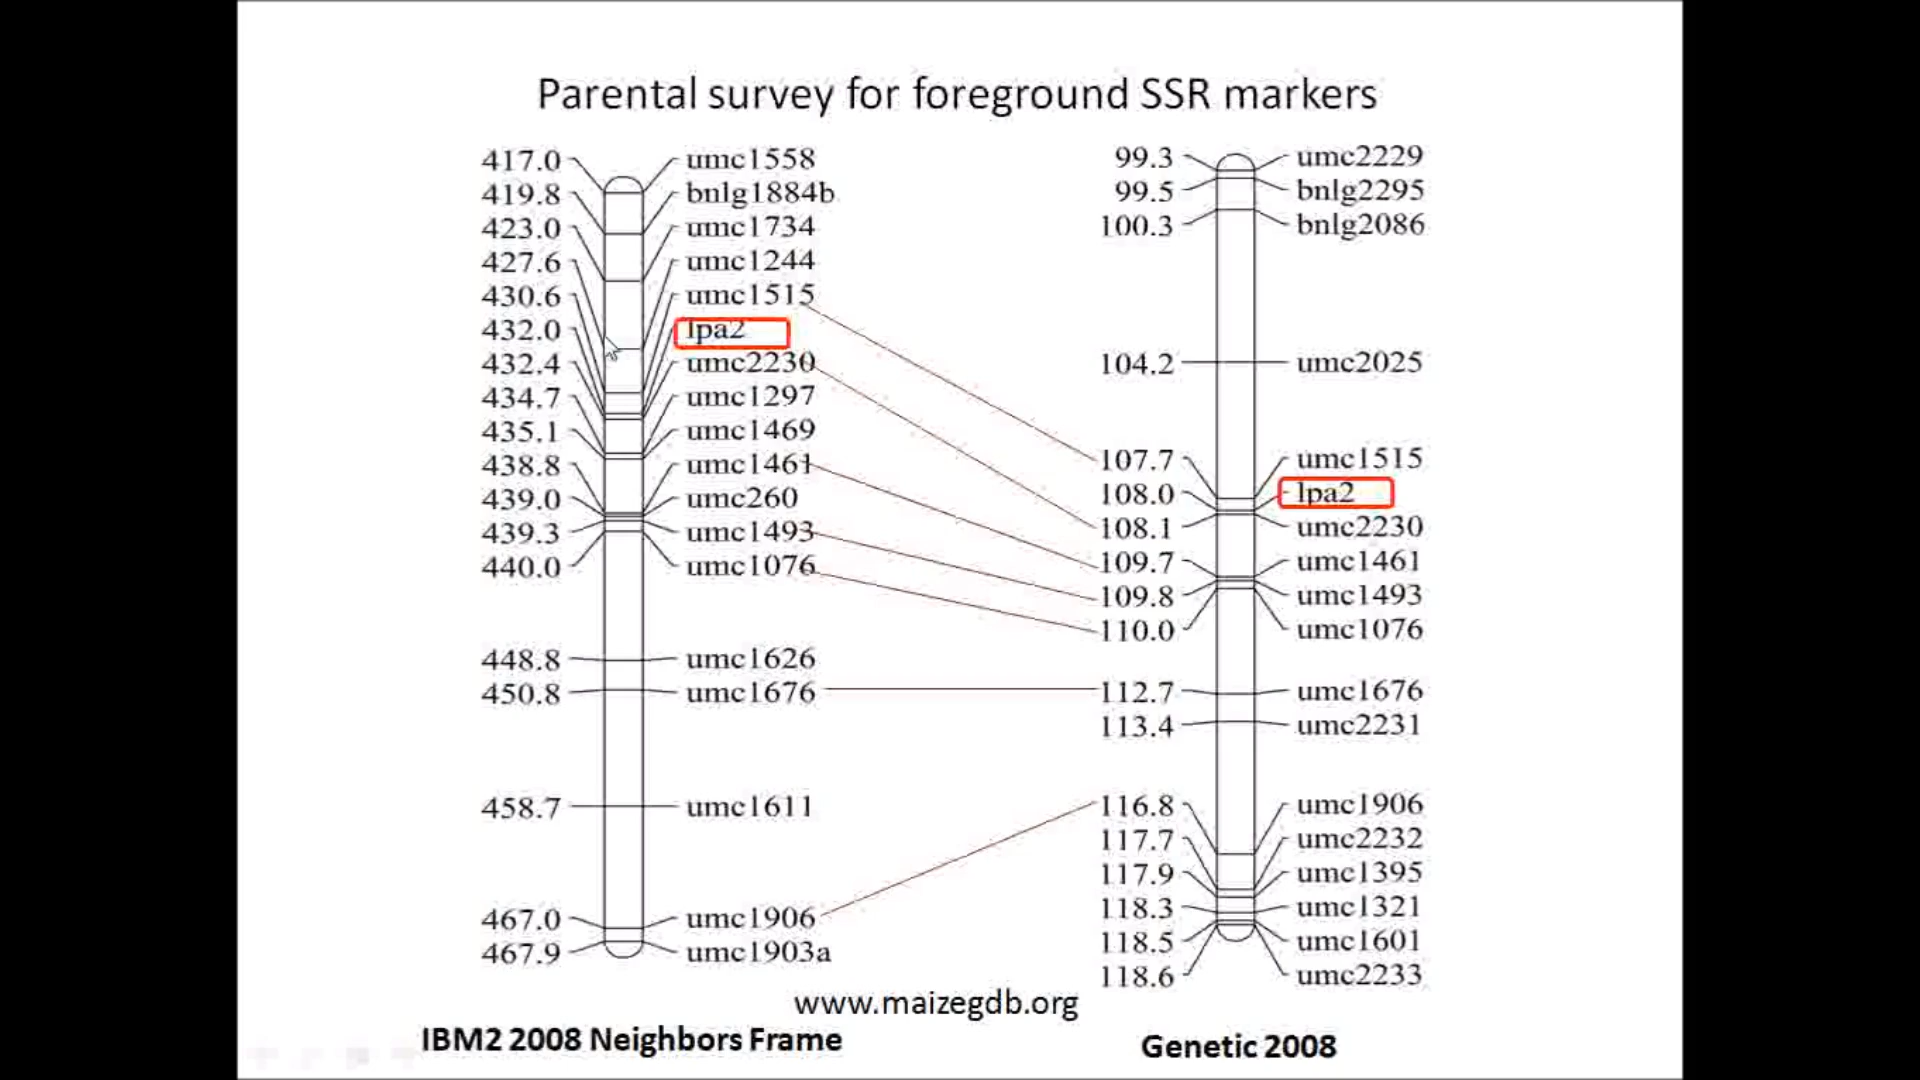 Parental survey for foreground SSR markers
417.0 umc1558
419.8 bnlg1884b
423.0 umc1734
427.6 umc1244
430.6 umc1515
432.0 lpa2
432.4 umc2230
434.7 umc1297
435.1 umc1469
438.8 umc1461
439.0 umc260
439.3 umc1493
440.0 umc1076
448.8 umc1626
450.8 umc1676
458.7 umc1611
467.0 umc1906
467.9 umc1903a
IBM2 2008 Neighbors Frame
99.3 umc2229
99.5 bnlg2295
100.3 bnlg2086
104.2 umc2025
107.7 umc1515
108.0 lpa2
108.1 umc2230
109.7 umc1461
109.8 umc1493
110.0 umc1076
112.7 umc1676
113.4 umc2231
116.8 umc1906
117.7 umc2232
117.9 umc1395
118.3 umc1321
118.5 umc1601
118.6 umc2233
Genetic 2008
www.maizegdb.org